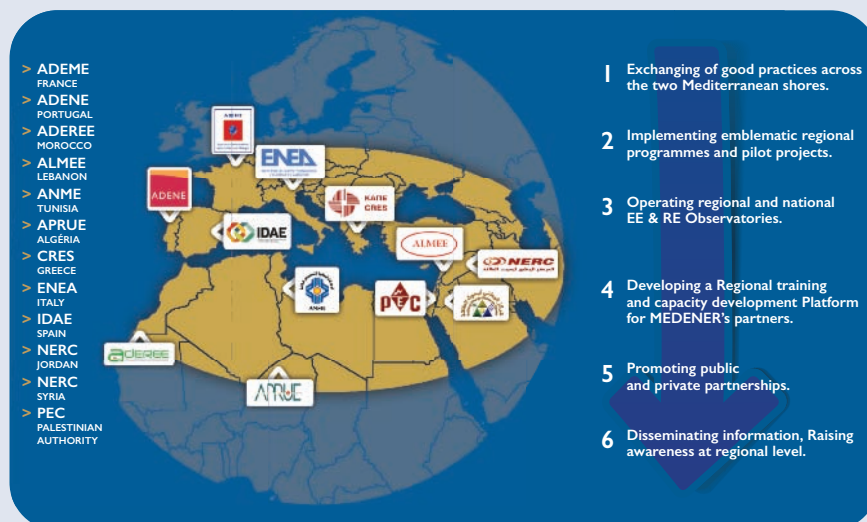 > ADEME
FRANCE
> ADENE
PORTUGAL
> ADEREE
MOROCCO
> ALMEE
LEBANON
> ANME
TUNISIA
> APRUE
ALGÉRIA
> CRES
GREECE
> ENEA
ITALY
> IDAE
SPAIN
> NERC
JORDAN
> NERC
SYRIA
> PEC
PALESTINIAN
AUTHORITY
ENEA
ADENE
KAПE
CRES
IDAE
ALMEE
NERC
ANME
PEC
aDEREE
APRUE
1 Exchanging of good practices across
the two Mediterranean shores.
2 Implementing emblematic regional
programmes and pilot projects.
3 Operating regional and national
EE & RE Observatories.
4 Developing a Regional training
and capacity development Platform
for MEDENER's partners.
5 Promoting public
and private partnerships.
6 Disseminating information, Raising
awareness at regional level.